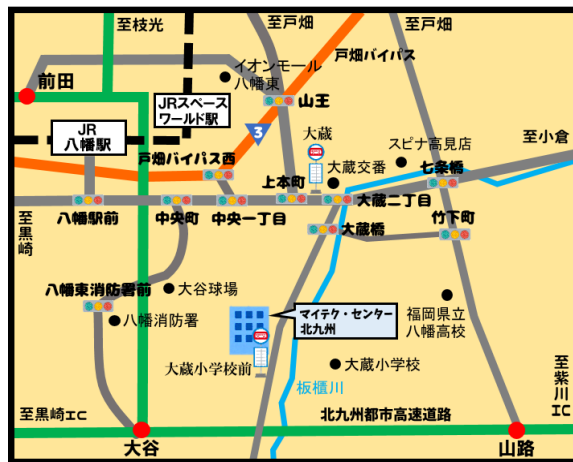 至枝光
至戸畑
至戸畑
戸畑バイパス
イオンモール
八幡東
前田
JRスペース
ワールド駅
山王
3
JR
八幡駅
戸畑バイパス西
大蔵
大蔵交番
スピナ高見店
至小倉
七条橋
上本町
大蔵二丁目
至黒崎
八幡駅前
中央町
中央一丁目
大蔵橋
竹下町
八幡東消防署前
大谷球場
八幡消防署
マイテク・センター
北九州
福岡県立
八幡高校
大蔵小学校前
大蔵小学校
板櫃川
至紫川IC
至黒崎IC
北九州都市高速道路
大谷
山路